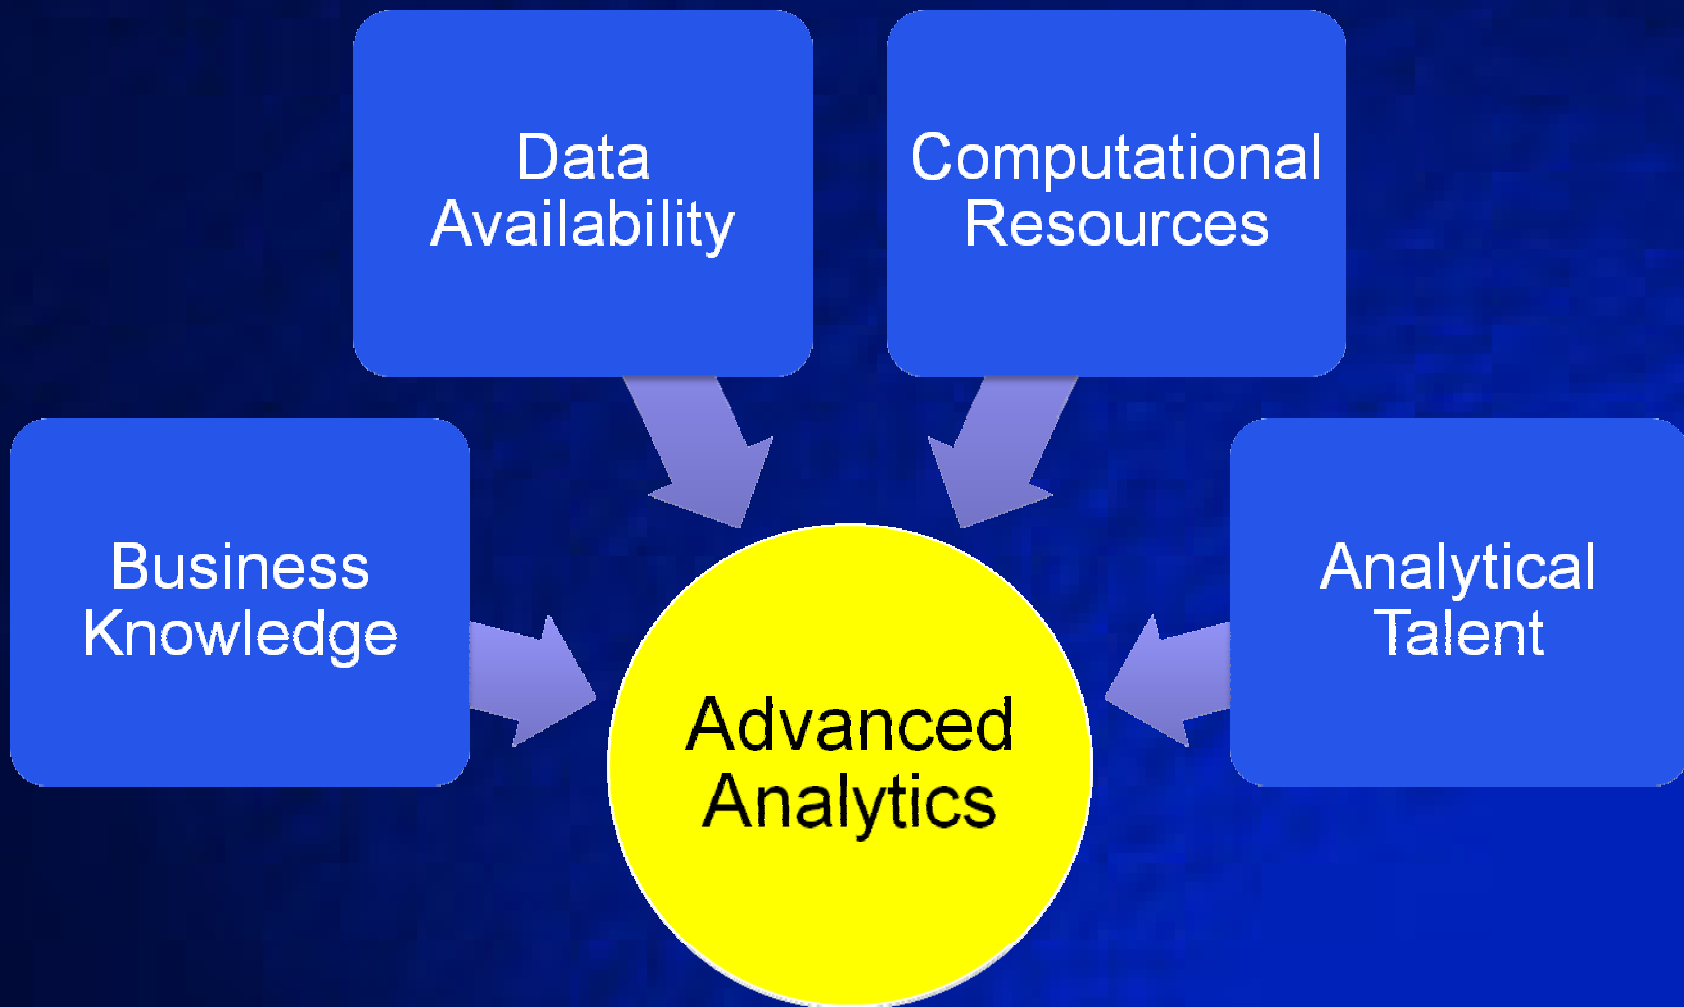 Data
Availability
Computational
Resources
Business
Knowledge
Analytical
Talent
Advanced
Analytics